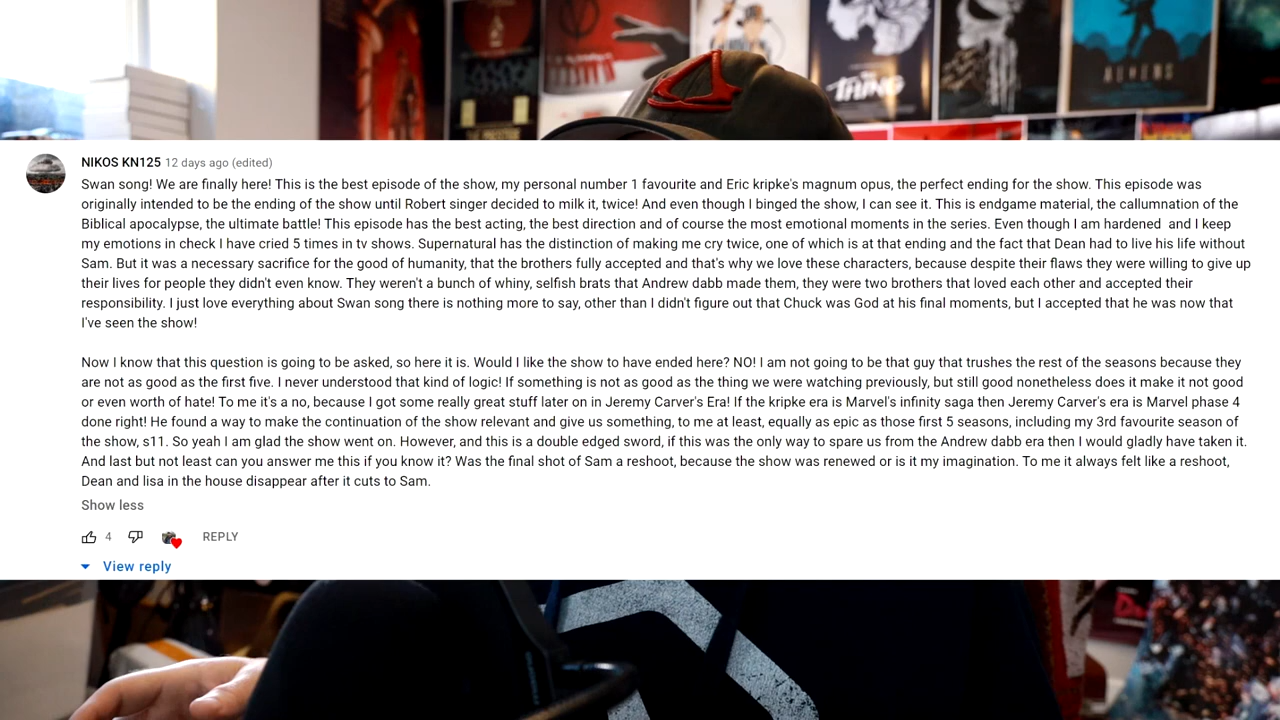 THE
THING
ALIENS
NIKOS KN125 12 days ago (edited)
Swan song! We are finally here! This is the best episode of the show, my personal number 1 favourite and Eric kripke's magnum opus, the perfect ending for the show. This episode was
originally intended to be the ending of the show until Robert singer decided to milk it, twice! And even though I binged the show, I can see it. This is endgame material, the callumnation of the
Biblical apocalypse, the ultimate battle! This episode has the best acting, the best direction and of course the most emotional moments in the series. Even though I am hardened and I keep
my emotions in check I have cried 5 times in tv shows. Supernatural has the distinction of making me cry twice, one of which is at that ending and the fact that Dean had to live his life without
Sam. But it was a necessary sacrifice for the good of humanity, that the brothers fully accepted and that's why we love these characters, because despite their flaws they were willing to give up
their lives for people they didn't even know. They weren't a bunch of whiny, selfish brats that Andrew dabb made them, they were two brothers that loved each other and accepted their
responsibility. I just love everything about Swan song there is nothing more to say, other than I didn't figure out that Chuck was God at his final moments, but I accepted that he was now that
I've seen the show!
Now I know that this question is going to be asked, so here it is. Would I like the show to have ended here? NO! I am not going to be that guy that trushes the rest of the seasons because they
are not as good as the first five. I never understood that kind of logic! If something is not as good as the thing we were watching previously, but still good nonetheless does it make it not good
or even worth of hate! To me it's a no, because I got some really great stuff later on in Jeremy Carver's Era! If the kripke era is Marvel's infinity saga then Jeremy Carver's era is Marvel phase 4
done right! He found a way to make the continuation of the show relevant and give us something, to me at least, equally as epic as those first 5 seasons, including my 3rd favourite season of
the show, s11. So yeah I am glad the show went on. However, and this is a double edged sword, if this was the only way to spare us from the Andrew dabb era then I would gladly have taken it.
And last but not least can you answer me this if you know it? Was the final shot of Sam a reshoot, because the show was renewed or is it my imagination. To me it always felt like a reshoot,
Dean and lisa in the house disappear after it cuts to Sam.
Show less
4
REPLY
View reply